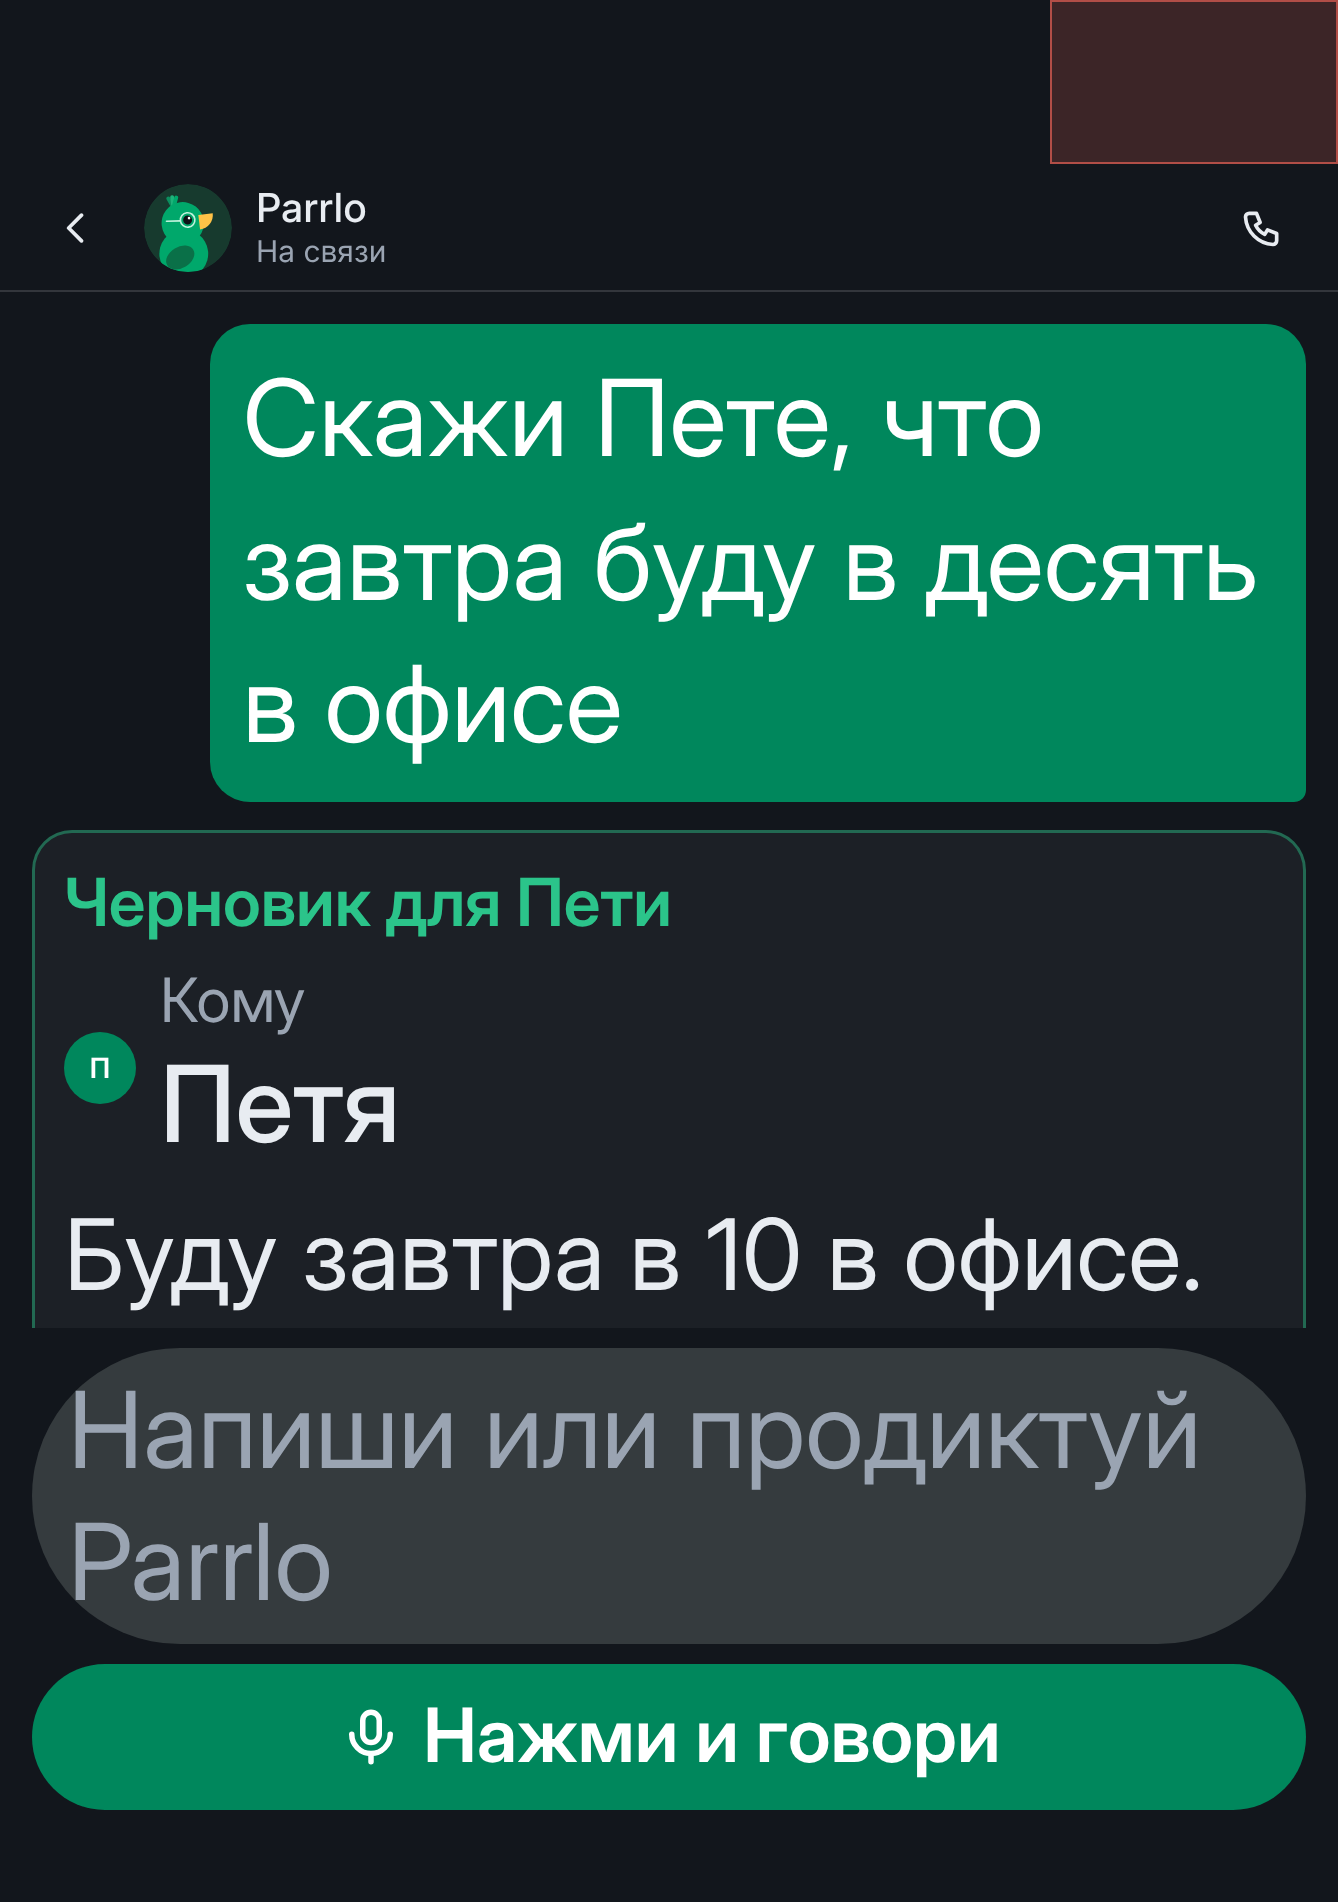 Parrlo
На связи
Скажи Пете, что
завтра буду в десять
в офисе
Черновик для Пети
Кому
П
Петя
Буду завтра в 10 в офисе.
Напиши или продиктуй
Parrlo
Нажми и говори